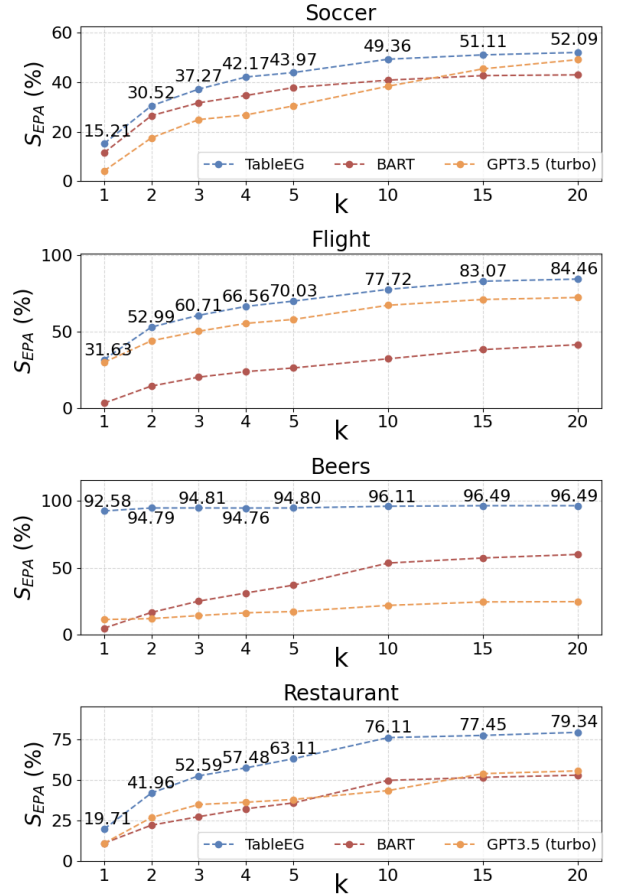 Soccer
60
40
20
0
S_EPA (%)
15.21 30.52 37.27 42.17 43.97 49.36 51.11 52.09
TableEG BART GPT3.5 (turbo)
1 2 3 4 5 10 15 20
k
Flight
100
50
0
S_EPA (%)
31.63 52.99 60.71 66.56 70.03 77.72 83.07 84.46
1 2 3 4 5 10 15 20
k
Beers
100
50
0
S_EPA (%)
92.58 94.79 94.81 94.76 94.80 96.11 96.49 96.49
1 2 3 4 5 10 15 20
k
Restaurant
75
50
25
0
S_EPA (%)
19.71 41.96 52.59 57.48 63.11 76.11 77.45 79.34
TableEG BART GPT3.5 (turbo)
1 2 3 4 5 10 15 20
k